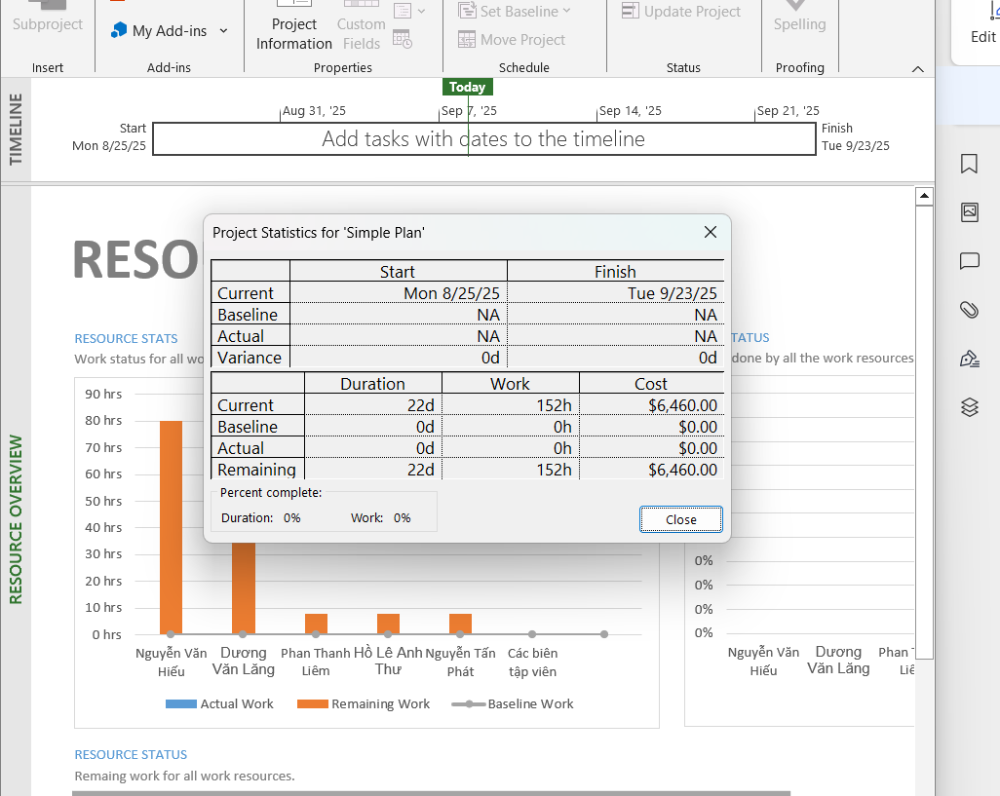 Subproject
My Add-ins
Project Information
Custom Fields
Set Baseline
Move Project
Update Project
Spelling
Edit
Insert
Add-ins
Properties
Schedule
Status
Proofing
TIMELINE
Today
Aug 31, '25
Sep 7, '25
Sep 14, '25
Sep 21, '25
Start
Mon 8/25/25
Add tasks with dates to the timeline
Finish
Tue 9/23/25
RESOURCE OVERVIEW
RESO
Project Statistics for 'Simple Plan'
Start Finish
Current Mon 8/25/25 Tue 9/23/25
Baseline NA NA
Actual NA NA
Variance 0d 0d
Duration Work Cost
Current 22d 152h $6,460.00
Baseline 0d 0h $0.00
Actual 0d 0h $0.00
Remaining 22d 152h $6,460.00
Percent complete:
Duration: 0% Work: 0%
Close
RESOURCE STATS
Work status for all wo
90 hrs
80 hrs
70 hrs
60 hrs
50 hrs
40 hrs
30 hrs
20 hrs
10 hrs
0 hrs
Nguyễn Văn Hiếu
Dương Văn Lăng
Phan Thanh Liêm
Hồ Lê Anh Thư
Nguyễn Tấn Phát
Các biên tập viên
Actual Work
Remaining Work
Baseline Work
TATUS
done by all the work resources
0%
0%
0%
0%
Nguyễn Văn Hiếu
Dương Văn Lăng
Phan
RESOURCE STATUS
Remaing work for all work resources.